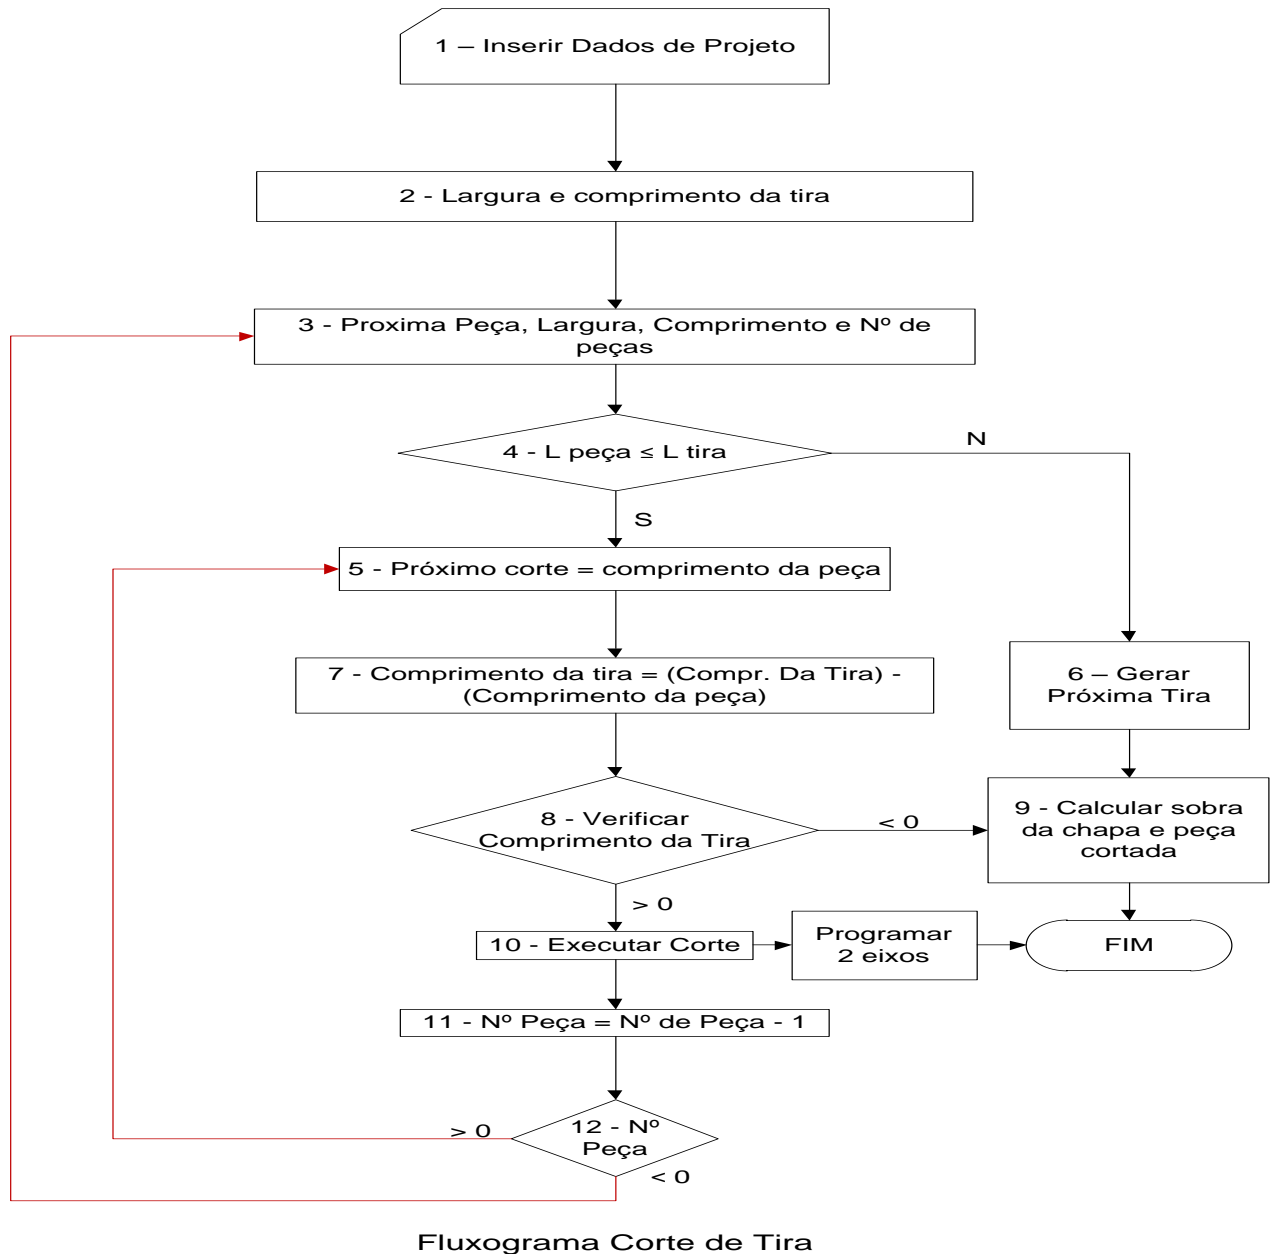 1 – Inserir Dados de Projeto
2 - Largura e comprimento da tira
3 - Proxima Peça, Largura, Comprimento e Nº de
peças
4 - L peça ≤ L tira
N
S
5 - Próximo corte = comprimento da peça
7 - Comprimento da tira = (Compr. Da Tira) -
(Comprimento da peça)
6 – Gerar
Próxima Tira
8 - Verificar
Comprimento da Tira
< 0
9 - Calcular sobra
da chapa e peça
cortada
> 0
10 - Executar Corte
Programar
2 eixos
FIM
11 - Nº Peça = Nº de Peça - 1
> 0
12 - Nº
Peça
< 0
Fluxograma Corte de Tira